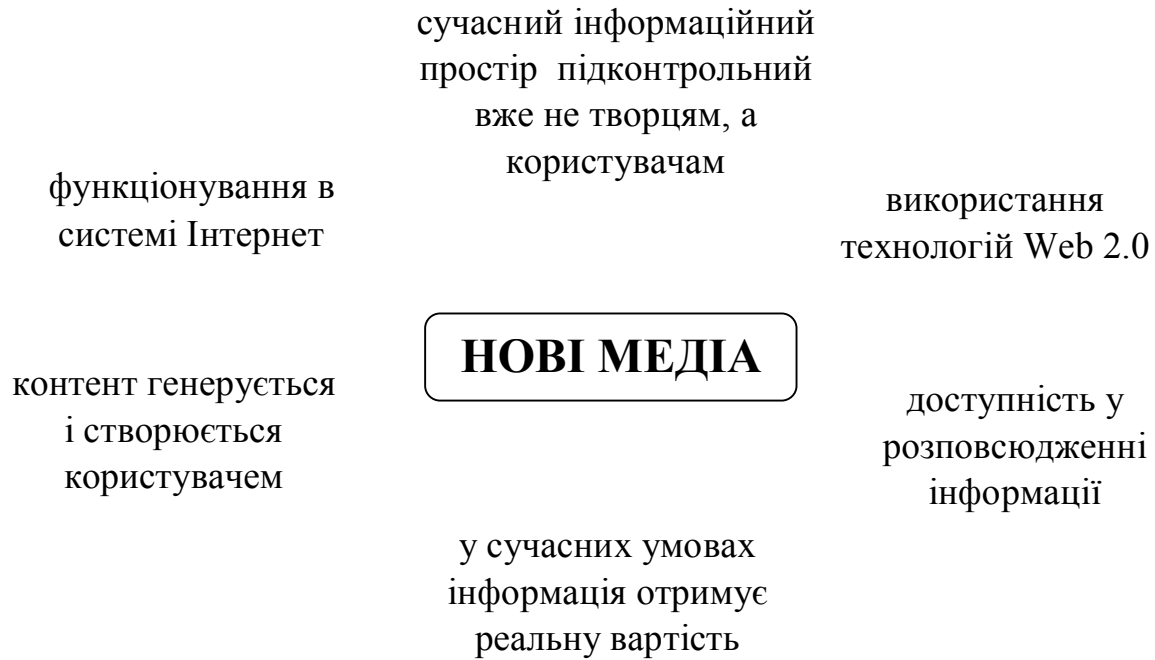 сучасний інформаційний
простір підконтрольний
вже не творцям, а
користувачам
функціонування в
системі Інтернет
використання
технологій Web 2.0
НОВІ МЕДІА
контент генерується
і створюється
користувачем
доступність у
розповсюдженні
інформації
у сучасних умовах
інформація отримує
реальну вартість